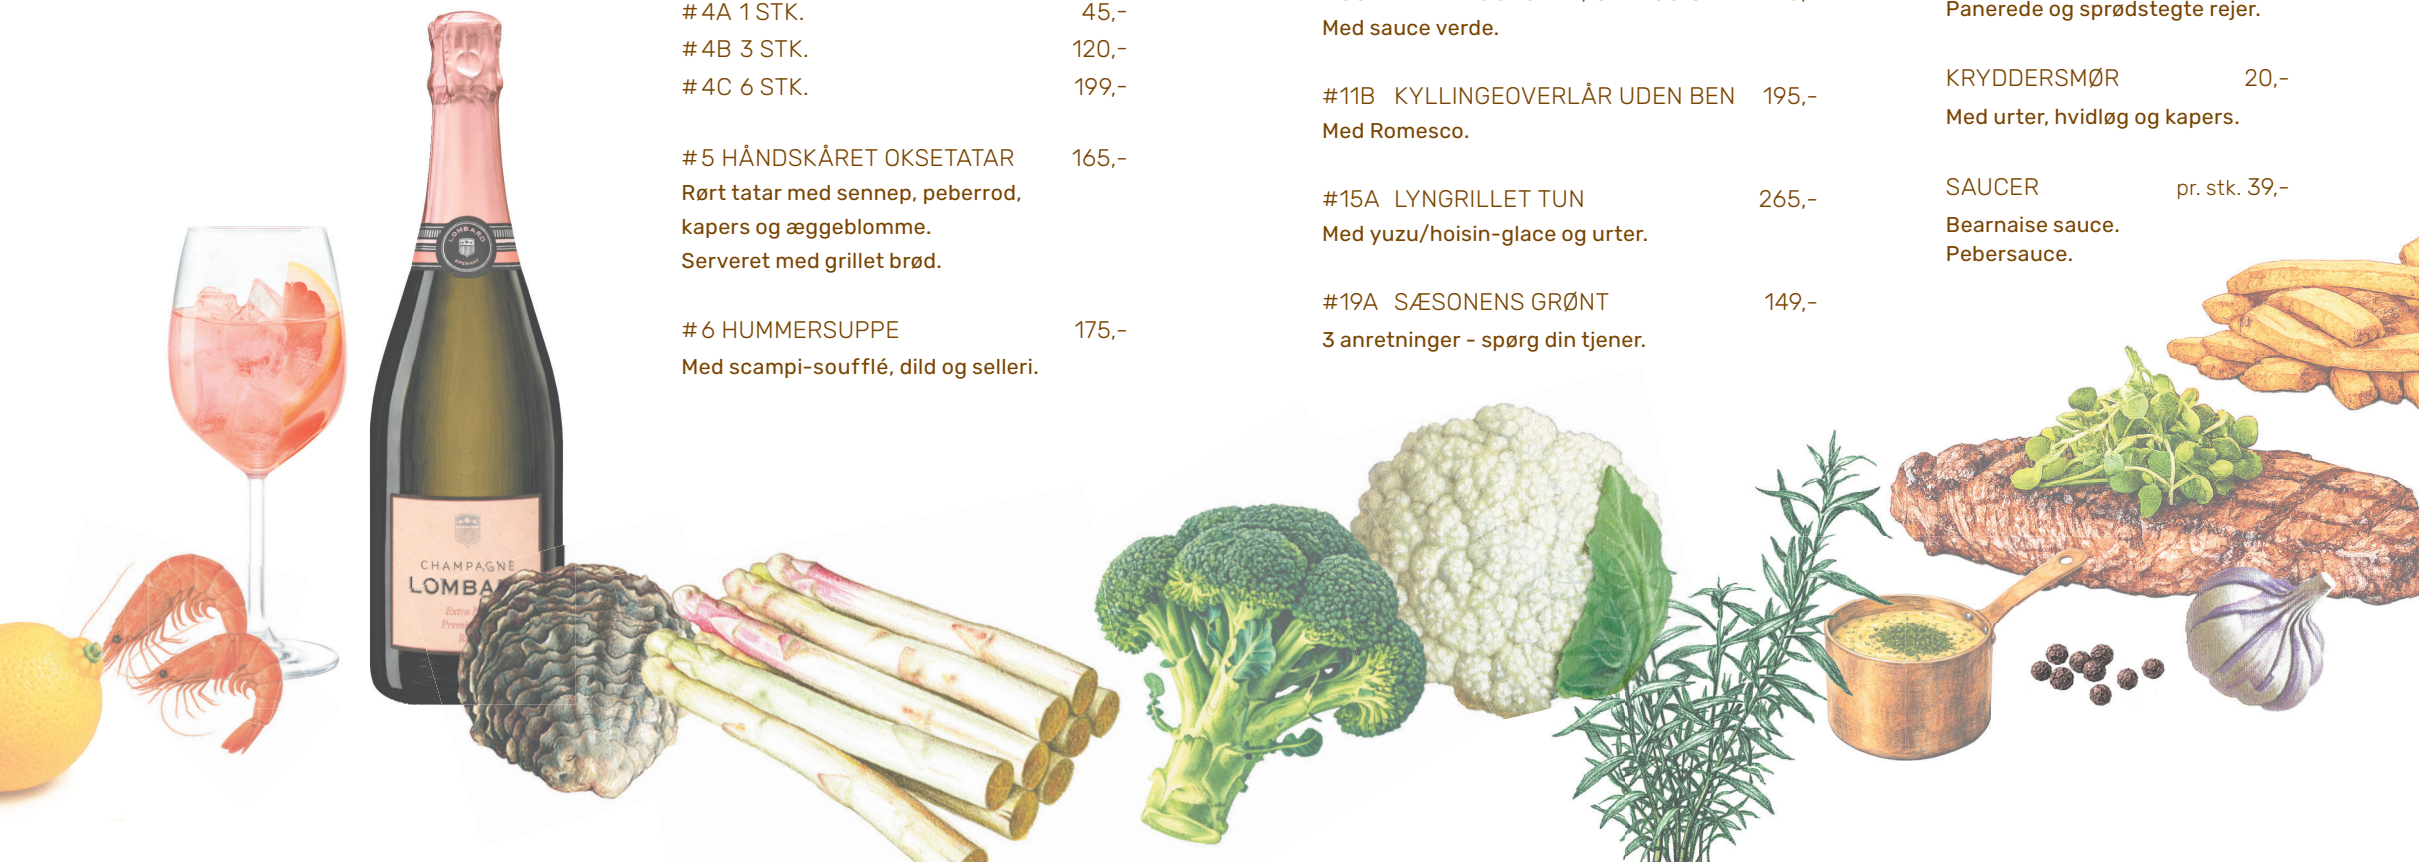 #4A 1 STK. 45,-
#4B 3 STK. 120,-
#4C 6 STK. 199,-
#5 HÅNDSKÅRET OKSETATAR 165,-
Rørt tatar med sennep, peberrod,
kapers og æggeblomme.
Serveret med grillet brød.
#6 HUMMERSUPPE 175,-
Med scampi-soufflé, dild og selleri.
Med sauce verde.
#11B KYLLINGEOVERLÅR UDEN BEN 195,-
Med Romesco.
#15A LYNGRILLET TUN 265,-
Med yuzu/hoisin-glace og urter.
#19A SÆSONENS GRØNT 149,-
3 anretninger - spørg din tjener.
Panerede og sprødstegte rejer.
KRYDDERSMØR 20,-
Med urter, hvidløg og kapers.
SAUCER pr. stk. 39,-
Bearnaise sauce.
Pebersauce.
LOMBARD
EPERNAY
CHAMPAGNE
LOMBA
Extra